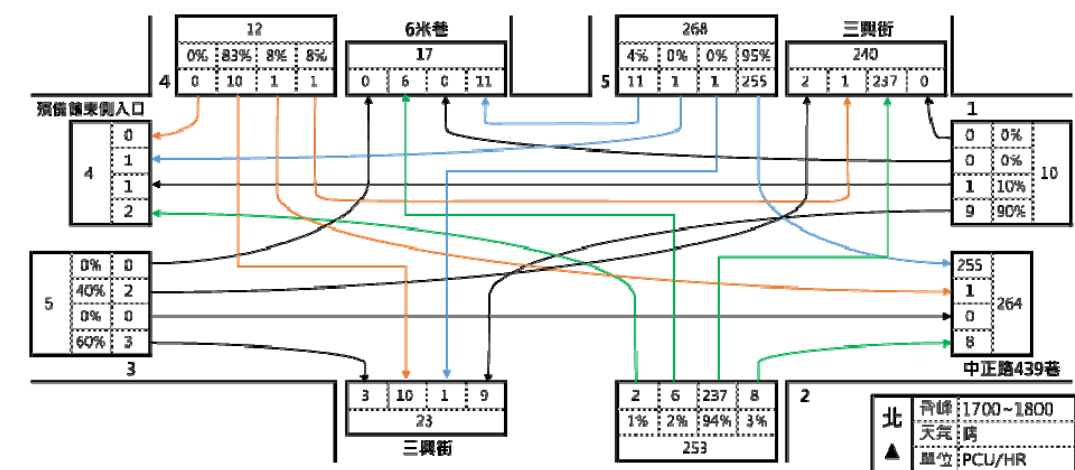 12
0% 83% 8% 8%
0 10 1 1
4
6米巷
17
0 6 0 11
268
4% 0% 0% 95%
11 1 1 255
5
三興街
240
2 1 237 0
1
殯儀館東側入口
0
1
4
1
2
0 0%
0 0%
10
1 10%
9 90%
0% 0
40% 2
5
0% 0
60% 3
3
255
1
264
0
8
中正路439巷
3 10 1 9
23
三興街
2 6 237 8
1% 2% 94% 3%
253
2
北
▲
昏峰 1700~1800
天氣 晴
單位 PCU/HR